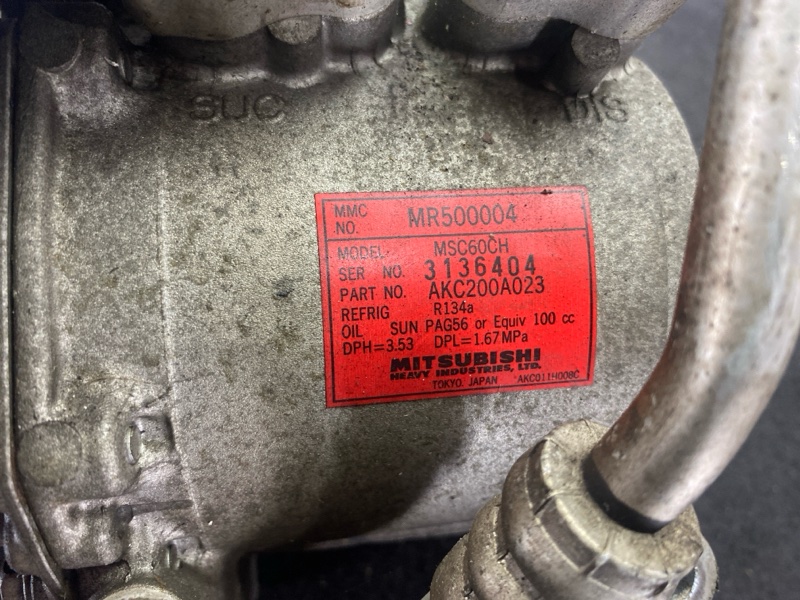 SUC DIS
MMC NO. MR500004
MODEL MSC60CH
SER NO. 3136404
PART NO. AKC200A023
REFRIG R134a
OIL SUN PAG56 or Equiv 100 cc
DPH=3.53 DPL=1.67MPa
MITSUBISHI
HEAVY INDUSTRIES, LTD.
TOKYO. JAPAN AKC011H008C